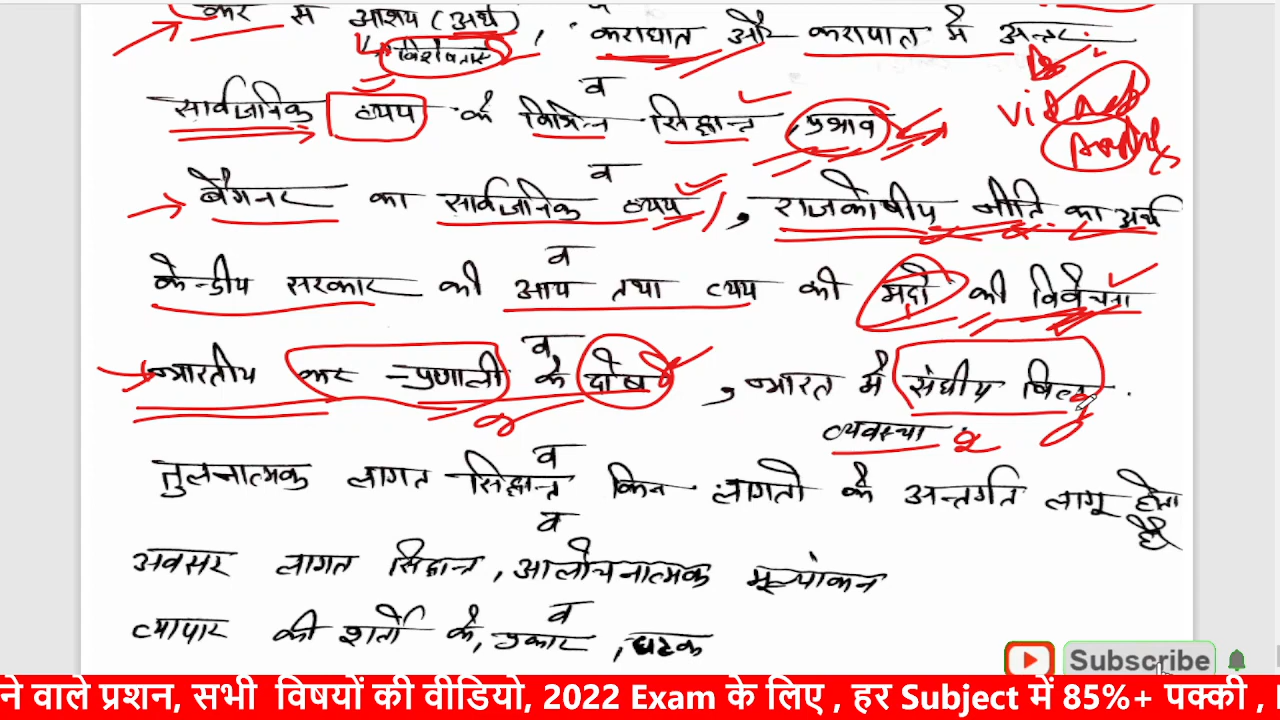 कर से आशय (अर्थ), कराघात और करापात में अन्तर
विशेषताएं
व
सार्वजनिक व्यय के विभिन्न सिद्धान्त, प्रभाव
व
वैगनर का सार्वजनिक व्यय, राजकोषीय नीति का अर्थ
व
केन्द्रीय सरकार की आय तथा व्यय की मदों की विवेचना
व
भारतीय कर-प्रणाली के दोष, भारत में संघीय वित्त
व्यवस्था
व
तुलनात्मक लागत सिद्धान्त किन लागतों के अन्तर्गत लागू होता है
व
अवसर लागत सिद्धान्त, आलोचनात्मक मूल्यांकन
व
व्यापार की शर्तों के, प्रकार, घटक
Subscribe
ने वाले प्रशन, सभी विषयों की वीडियो, 2022 Exam के लिए , हर Subject में 85%+ पक्की ,